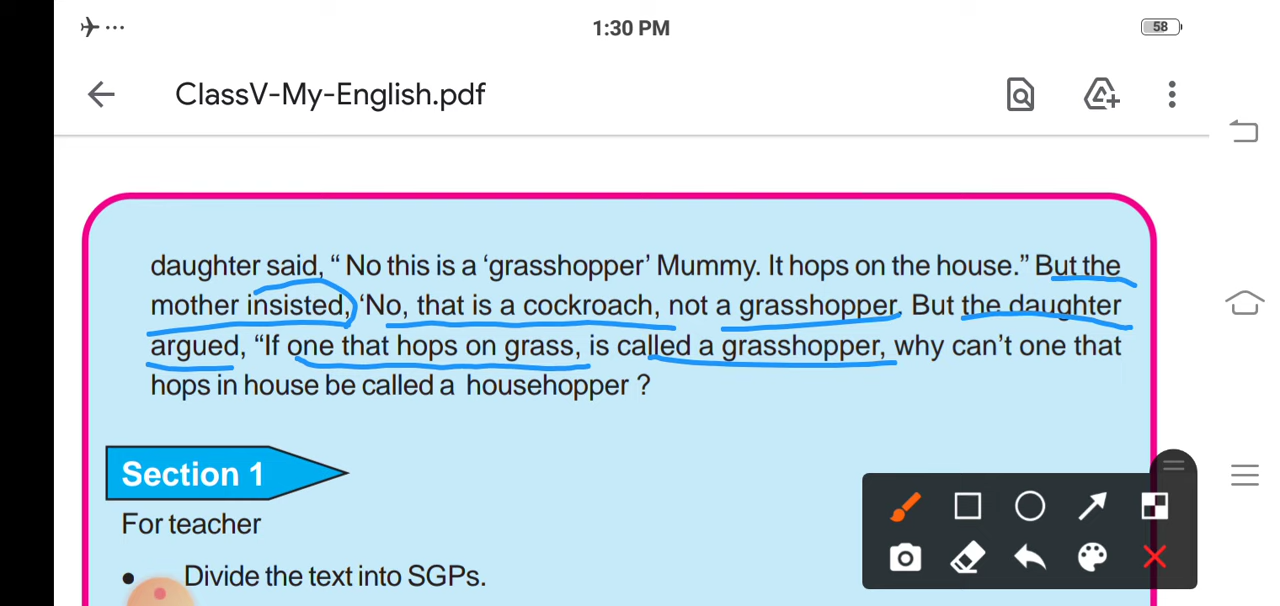 1:30 PM
58
ClassV-My-English.pdf
daughter said, “ No this is a ‘grasshopper’ Mummy. It hops on the house.” But the
mother insisted, ‘No, that is a cockroach, not a grasshopper. But the daughter
argued, “If one that hops on grass, is called a grasshopper, why can’t one that
hops in house be called a househopper ?
Section 1
For teacher
● Divide the text into SGPs.